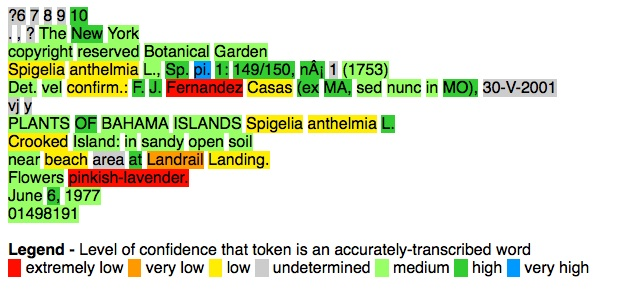 ?6 7 8 9 10
. , ? The New York
copyright reserved Botanical Garden
Spigelia anthelmia L., Sp. pi. 1: 149/150, nÂ¡ 1 (1753)
Det. vel confirm.: F. J. Fernandez Casas (ex MA, sed nunc in MO), 30-V-2001
vj y
PLANTS OF BAHAMA ISLANDS Spigelia anthelmia L.
Crooked Island: in sandy open soil
near beach area at Landrail Landing.
Flowers pinkish-lavender.
June 6, 1977
01498191
Legend - Level of confidence that token is an accurately-transcribed word
extremely low very low low undetermined medium high very high